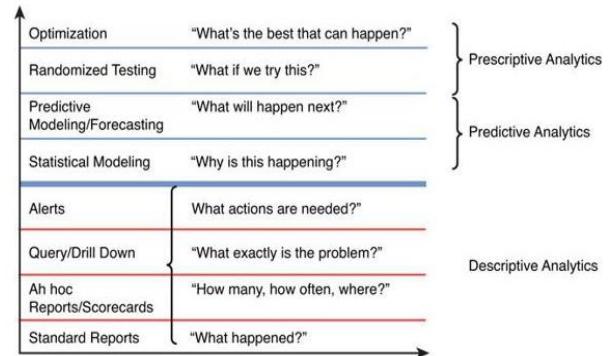 Optimization “What’s the best that can happen?”
Randomized Testing “What if we try this?”
Prescriptive Analytics
Predictive “What will happen next?”
Modeling/Forecasting
Statistical Modeling “Why is this happening?”
Predictive Analytics
Alerts What actions are needed?”
Query/Drill Down “What exactly is the problem?”
Ah hoc “How many, how often, where?”
Reports/Scorecards
Standard Reports “What happened?”
Descriptive Analytics